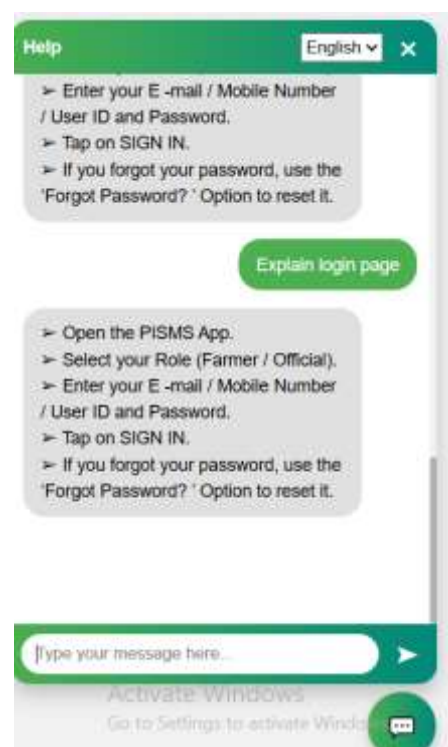 Help
English
➢ Enter your E -mail / Mobile Number
/ User ID and Password.
➢ Tap on SIGN IN.
➢ If you forgot your password, use the
'Forgot Password? ' Option to reset it.
Explain login page
➢ Open the PISMS App.
➢ Select your Role (Farmer / Official).
➢ Enter your E -mail / Mobile Number
/ User ID and Password.
➢ Tap on SIGN IN.
➢ If you forgot your password, use the
'Forgot Password? ' Option to reset it.
Type your message here...
Activate Windows
Go to Settings to activate